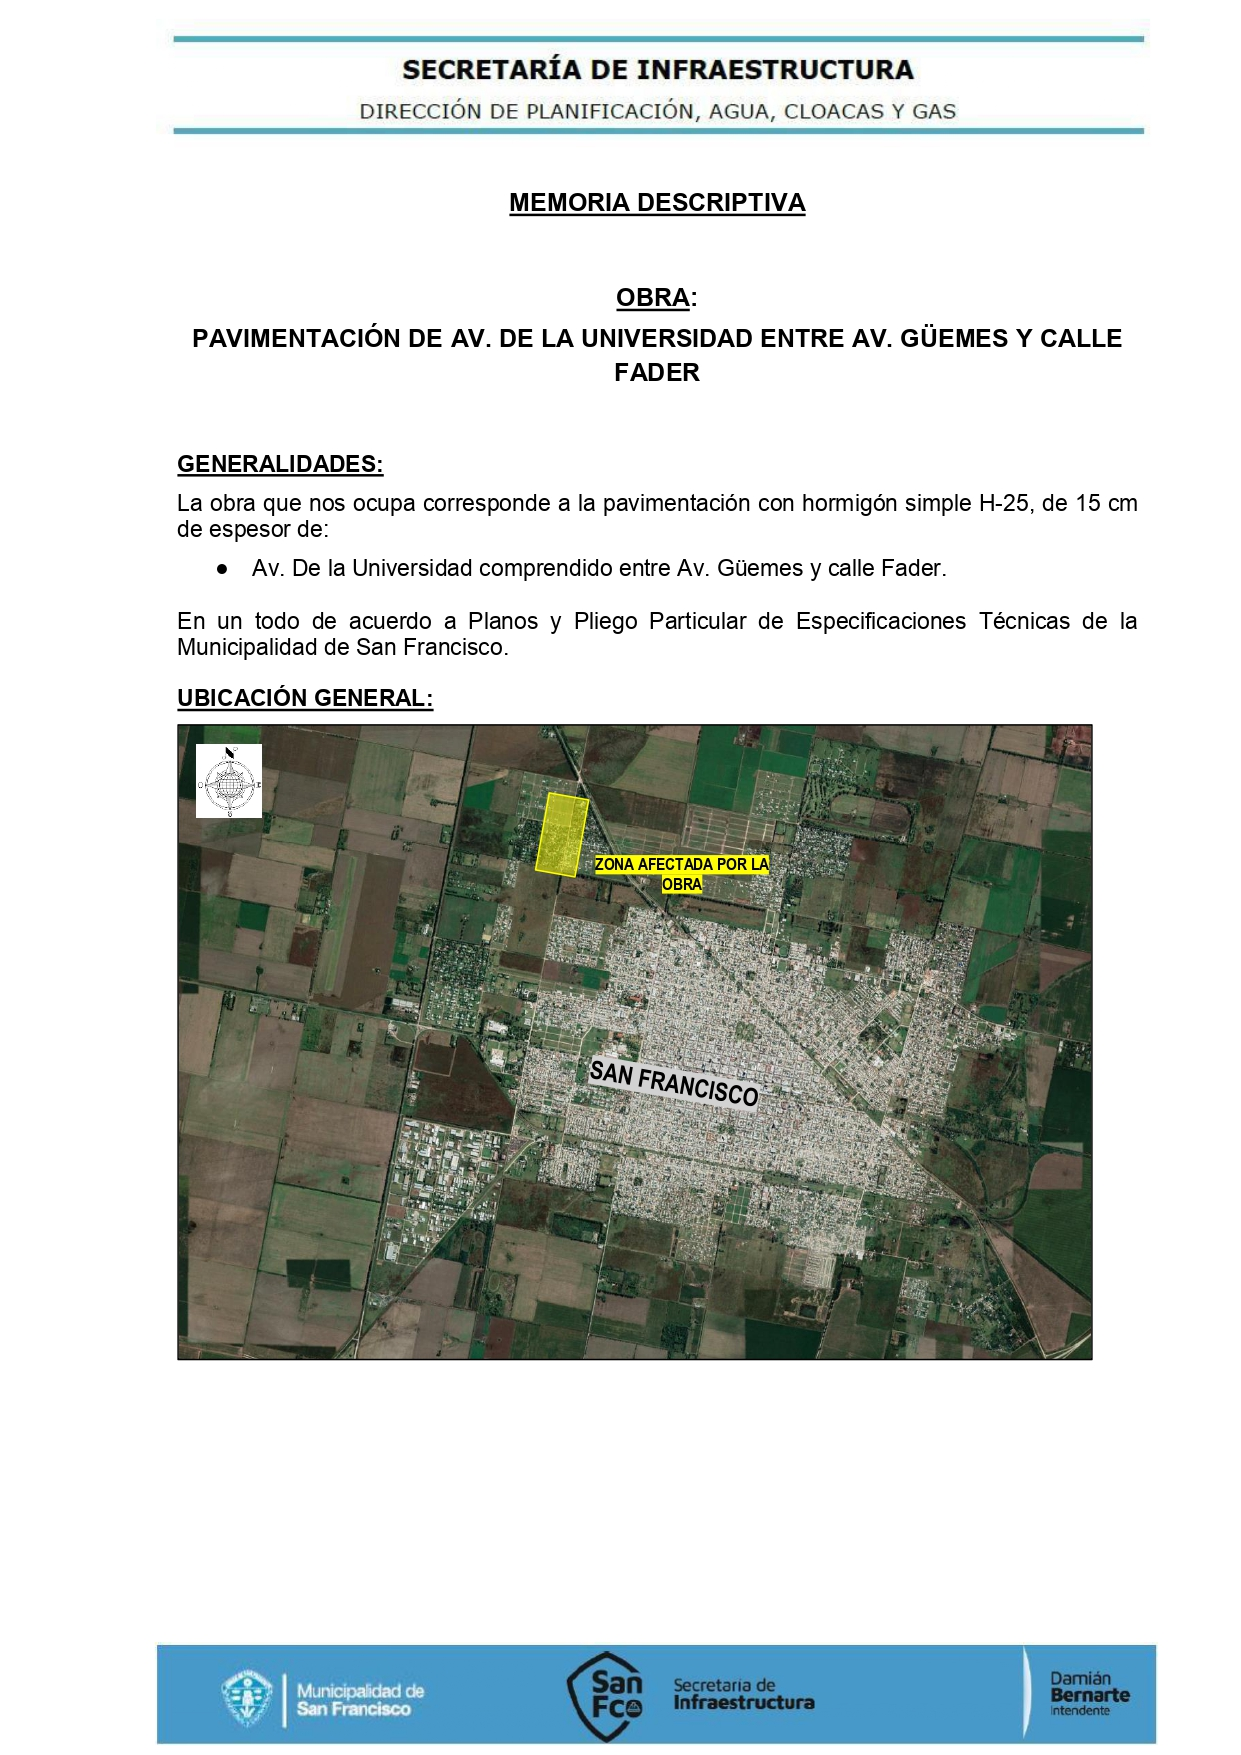 SECRETARÍA DE INFRAESTRUCTURA
DIRECCIÓN DE PLANIFICACIÓN, AGUA, CLOACAS Y GAS
MEMORIA DESCRIPTIVA
OBRA:
PAVIMENTACIÓN DE AV. DE LA UNIVERSIDAD ENTRE AV. GÜEMES Y CALLE
FADER
GENERALIDADES:
La obra que nos ocupa corresponde a la pavimentación con hormigón simple H-25, de 15 cm
de espesor de:
● Av. De la Universidad comprendido entre Av. Güemes y calle Fader.
En un todo de acuerdo a Planos y Pliego Particular de Especificaciones Técnicas de la
Municipalidad de San Francisco.
UBICACIÓN GENERAL:
ZONA AFECTADA POR LA
OBRA
SAN FRANCISCO
Municipalidad de
San Francisco
San
Fco
Secretaría de
Infraestructura
Damián
Bernarte
Intendente